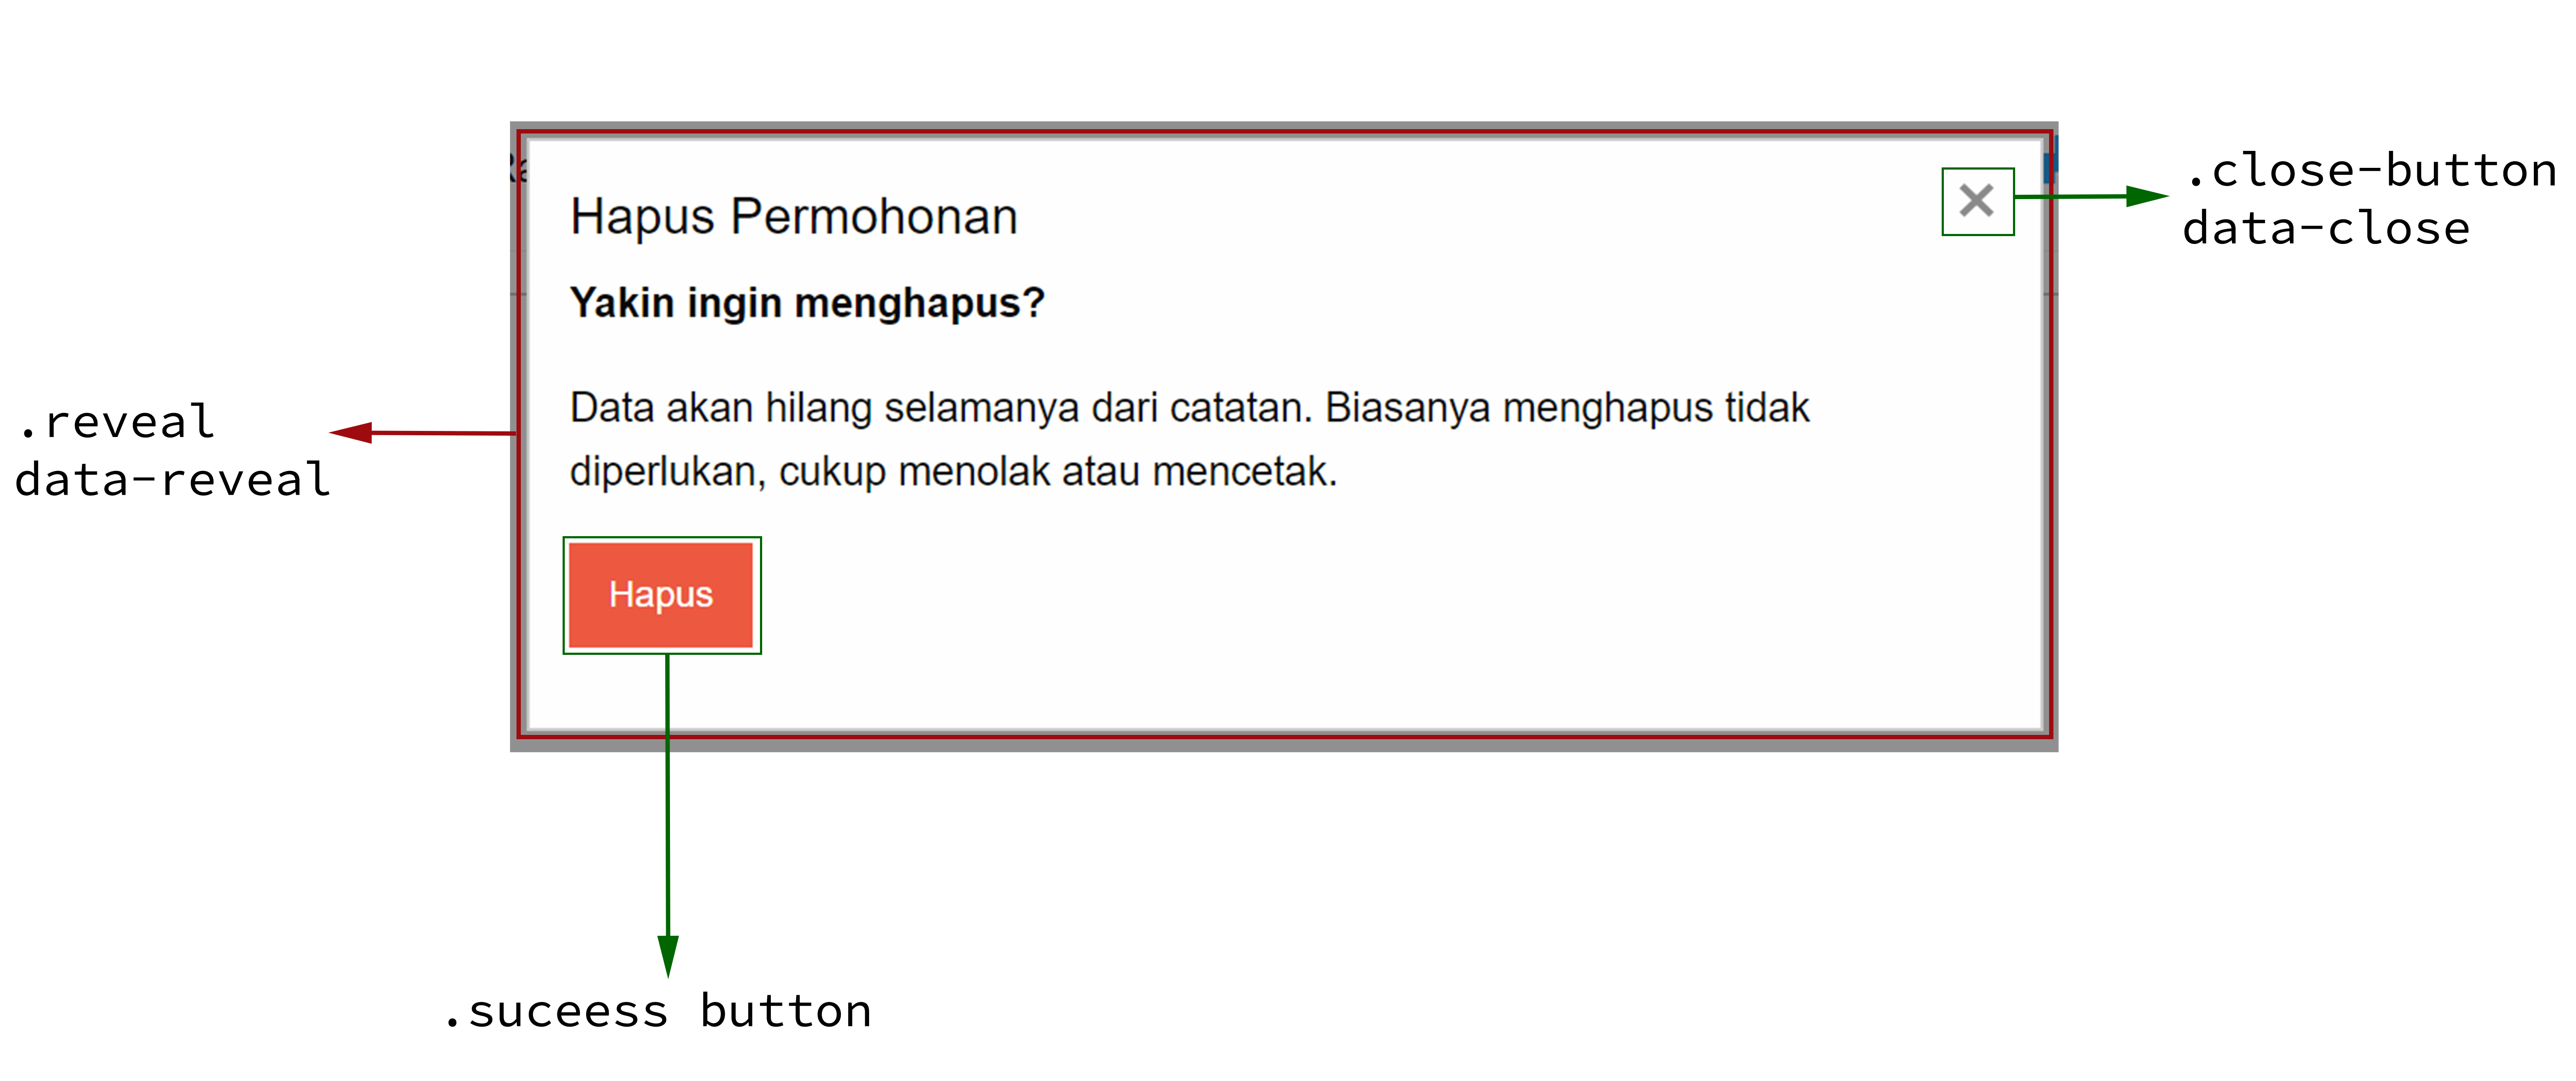 .close-button
data-close
Hapus Permohonan
Yakin ingin menghapus?
Data akan hilang selamanya dari catatan. Biasanya menghapus tidak
diperlukan, cukup menolak atau mencetak.
.reveal
data-reveal
Hapus
.suceess button